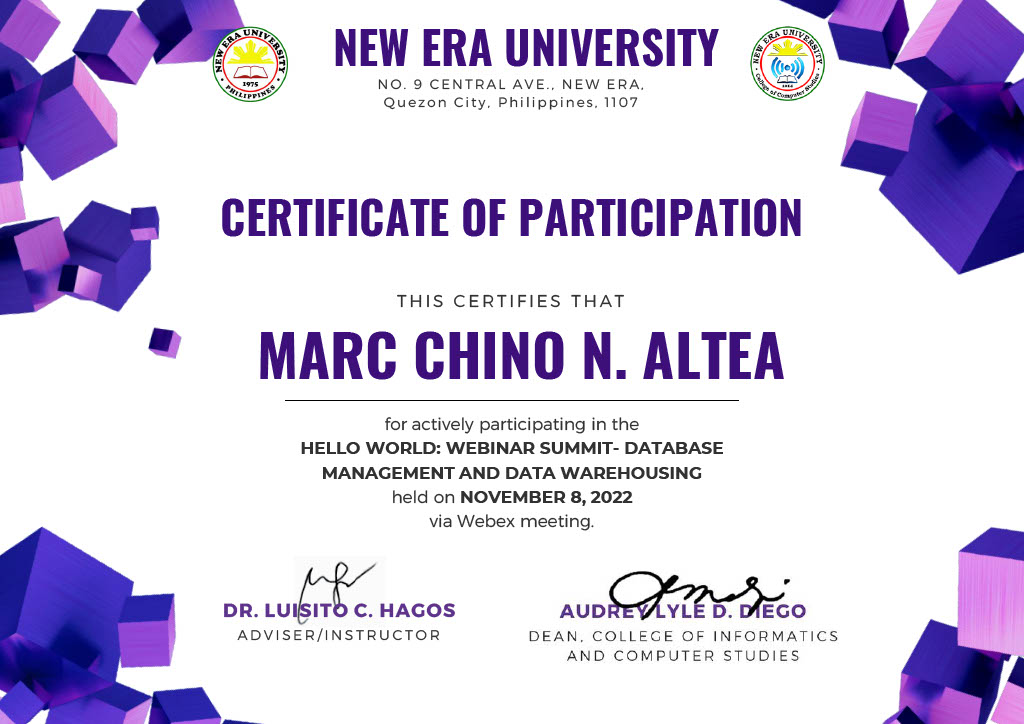 NEW ERA UNIVERSITY
NO. 9 CENTRAL AVE., NEW ERA,
Quezon City, Philippines, 1107
NEW ERA UNIVERSITY
1975
PHILIPPINES
NEW ERA UNIVERSITY
College of Computer Studies
CERTIFICATE OF PARTICIPATION
THIS CERTIFIES THAT
MARC CHINO N. ALTEA
for actively participating in the
HELLO WORLD: WEBINAR SUMMIT- DATABASE
MANAGEMENT AND DATA WAREHOUSING
held on NOVEMBER 8, 2022
via Webex meeting.
DR. LUISITO C. HAGOS
ADVISER/INSTRUCTOR
AUDREY LYLE D. DIEGO
DEAN, COLLEGE OF INFORMATICS
AND COMPUTER STUDIES